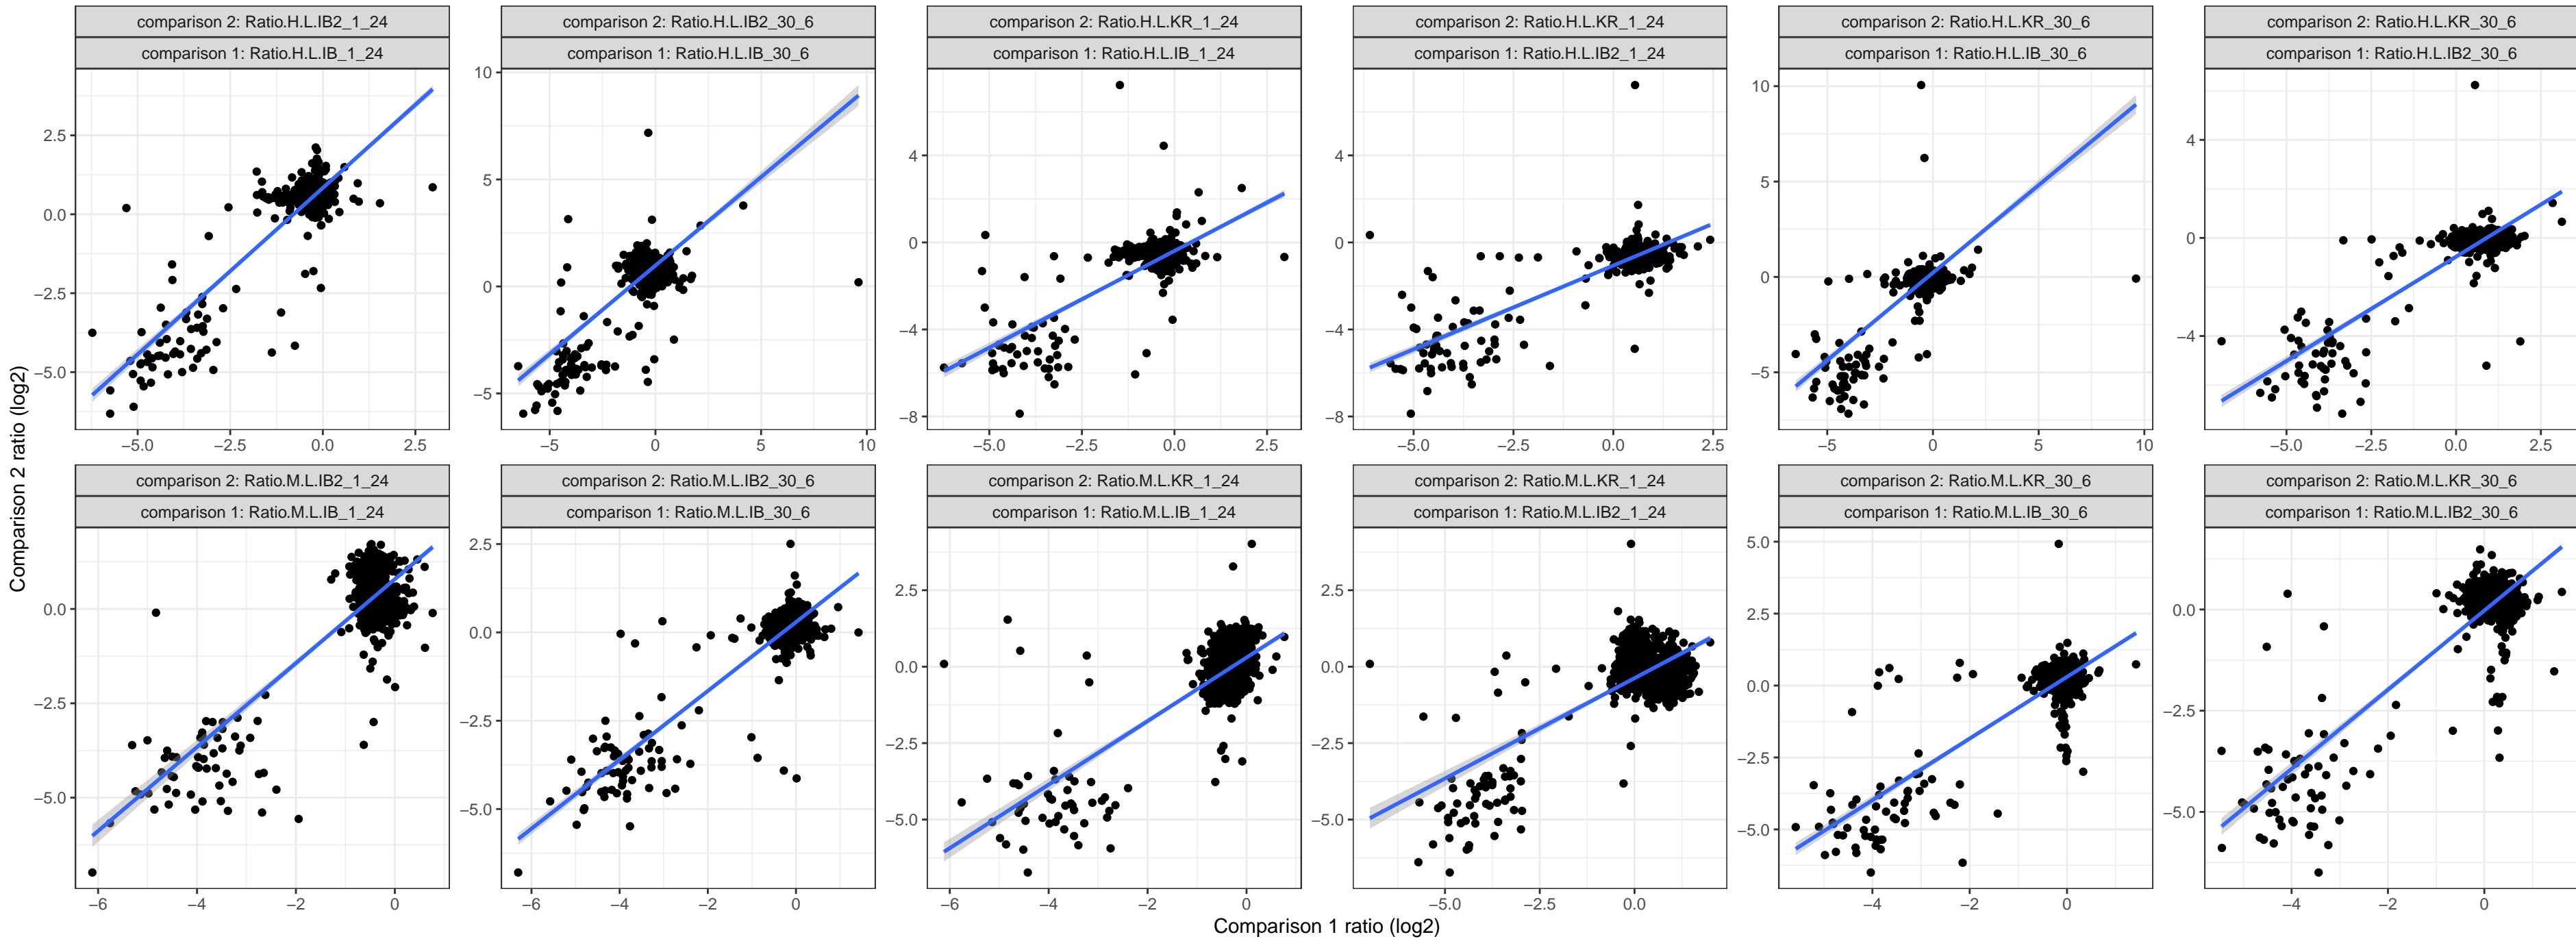 comparison 2: Ratio.H.L.IB2_1_24
comparison 1: Ratio.H.L.IB_1_24
2.5
0.0
−2.5
−5.0
−5.0 −2.5 0.0 2.5
comparison 2: Ratio.H.L.IB2_30_6
comparison 1: Ratio.H.L.IB_30_6
10
5
0
−5
−5 0 5 10
comparison 2: Ratio.H.L.KR_1_24
comparison 1: Ratio.H.L.IB_1_24
4
0
−4
−8
−5.0 −2.5 0.0 2.5
comparison 2: Ratio.H.L.KR_1_24
comparison 1: Ratio.H.L.IB2_1_24
4
0
−4
−8
−5.0 −2.5 0.0 2.5
comparison 2: Ratio.H.L.KR_30_6
comparison 1: Ratio.H.L.IB_30_6
10
5
0
−5
−5 0 5 10
comparison 2: Ratio.H.L.KR_30_6
comparison 1: Ratio.H.L.IB2_30_6
4
0
−4
−5.0 −2.5 0.0 2.5
Comparison 2 ratio (log2)
comparison 2: Ratio.M.L.IB2_1_24
comparison 1: Ratio.M.L.IB_1_24
0.0
−2.5
−5.0
−6 −4 −2 0
comparison 2: Ratio.M.L.IB2_30_6
comparison 1: Ratio.M.L.IB_30_6
2.5
0.0
−2.5
−5.0
−6 −4 −2 0
comparison 2: Ratio.M.L.KR_1_24
comparison 1: Ratio.M.L.IB_1_24
2.5
0.0
−2.5
−5.0
−6 −4 −2 0
comparison 2: Ratio.M.L.KR_1_24
comparison 1: Ratio.M.L.IB2_1_24
2.5
0.0
−2.5
−5.0
−5.0 −2.5 0.0
comparison 2: Ratio.M.L.KR_30_6
comparison 1: Ratio.M.L.IB_30_6
5.0
2.5
0.0
−2.5
−5.0
−4 −2 0
comparison 2: Ratio.M.L.KR_30_6
comparison 1: Ratio.M.L.IB2_30_6
0.0
−2.5
−5.0
−4 −2 0
Comparison 1 ratio (log2)